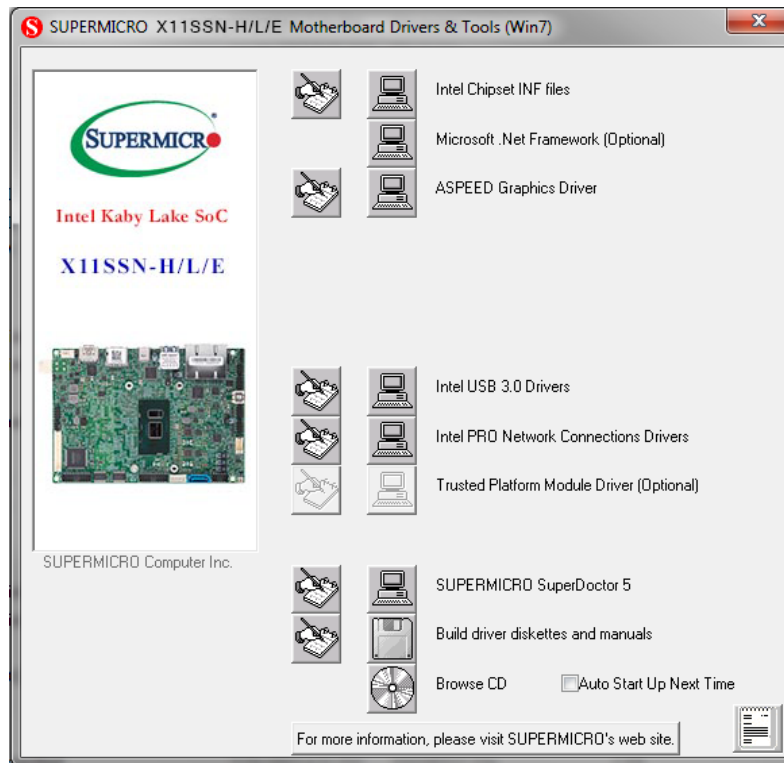 SUPERMICRO X11SSN-H/L/E Motherboard Drivers & Tools (Win7)
SUPERMICRO
Intel Kaby Lake SoC
X11SSN-H/L/E
SUPERMICRO Computer Inc.
Intel Chipset INF files
Microsoft .Net Framework (Optional)
ASPEED Graphics Driver
Intel USB 3.0 Drivers
Intel PRO Network Connections Drivers
Trusted Platform Module Driver (Optional)
SUPERMICRO SuperDoctor 5
Build driver diskettes and manuals
Browse CD
Auto Start Up Next Time
For more information, please visit SUPERMICRO's web site.